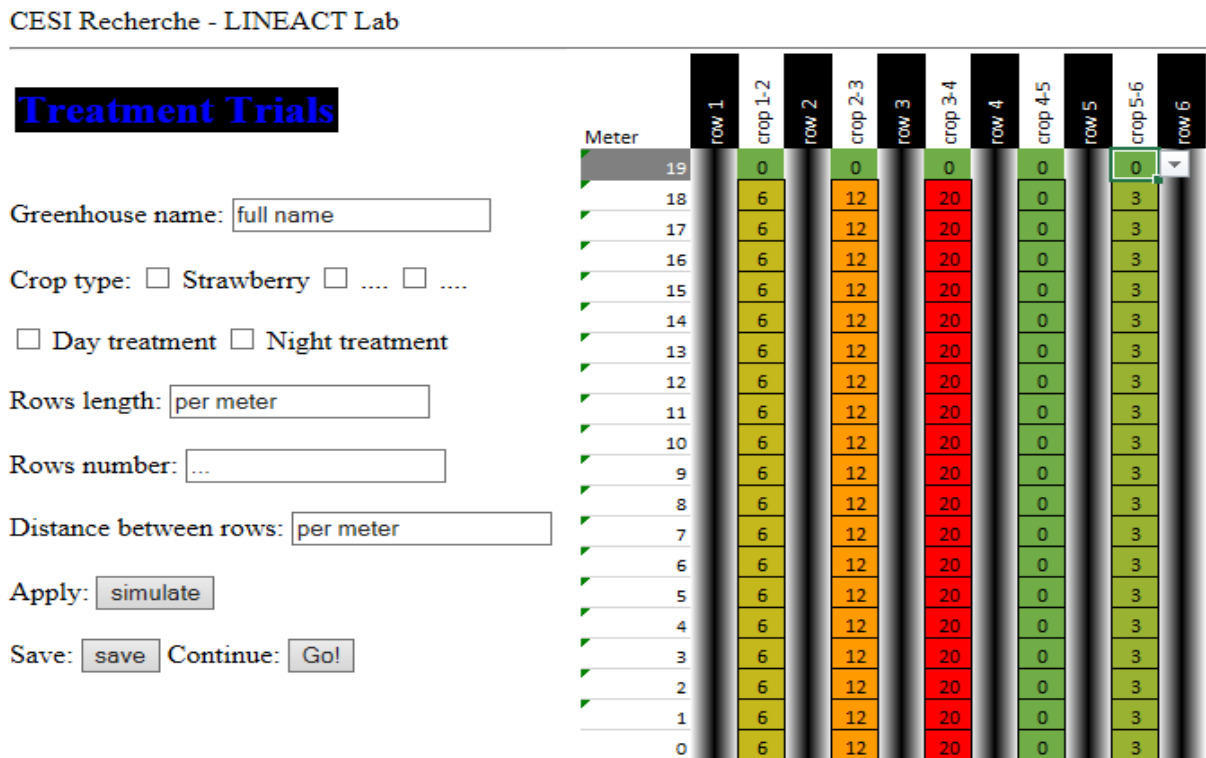 CESI Recherche - LINEACT Lab
Treatment Trials
Greenhouse name: full name
Crop type: Strawberry .... ....
Day treatment Night treatment
Rows length: per meter
Rows number: ...
Distance between rows: per meter
Apply: simulate
Save: save Continue: Go!
Meter row 1 crop 1-2 row 2 crop 2-3 row 3 crop 3-4 row 4 crop 4-5 row 5 crop 5-6 row 6
19 0 0 0 0 0
18 6 12 20 0 3
17 6 12 20 0 3
16 6 12 20 0 3
15 6 12 20 0 3
14 6 12 20 0 3
13 6 12 20 0 3
12 6 12 20 0 3
11 6 12 20 0 3
10 6 12 20 0 3
9 6 12 20 0 3
8 6 12 20 0 3
7 6 12 20 0 3
6 6 12 20 0 3
5 6 12 20 0 3
4 6 12 20 0 3
3 6 12 20 0 3
2 6 12 20 0 3
1 6 12 20 0 3
0 6 12 20 0 3